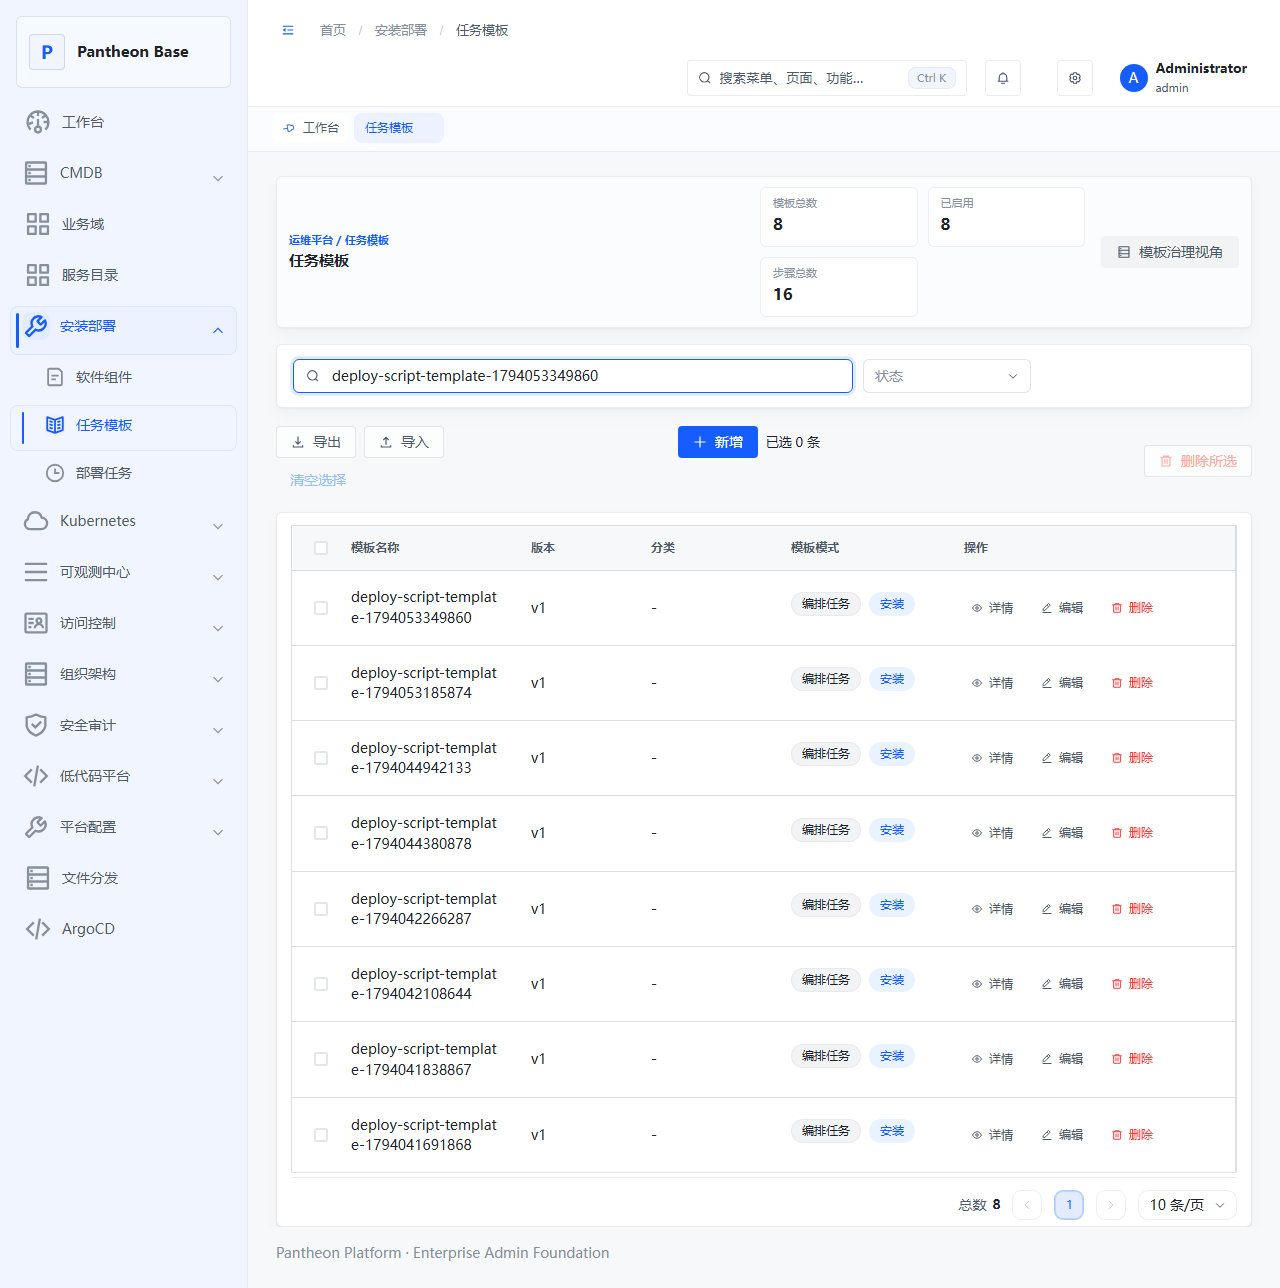 P
Pantheon Base
工作台
CMDB
业务域
服务目录
安装部署
软件组件
任务模板
部署任务
Kubernetes
可观测中心
访问控制
组织架构
安全审计
低代码平台
平台配置
文件分发
ArgoCD
首页 / 安装部署 / 任务模板
搜索菜单、页面、功能... Ctrl K
A
Administrator
admin
工作台
任务模板
运维平台 / 任务模板
任务模板
模板总数
8
已启用
8
步骤总数
16
模板治理视角
deploy-script-template-1794053349860
状态
导出
导入
新增
已选 0 条
清空选择
删除所选
模板名称 版本 分类 模板模式 操作
deploy-script-templat
e-1794053349860 v1 - 编排任务 安装 详情 编辑 删除
deploy-script-templat
e-1794053185874 v1 - 编排任务 安装 详情 编辑 删除
deploy-script-templat
e-1794044942133 v1 - 编排任务 安装 详情 编辑 删除
deploy-script-templat
e-1794044380878 v1 - 编排任务 安装 详情 编辑 删除
deploy-script-templat
e-1794042266287 v1 - 编排任务 安装 详情 编辑 删除
deploy-script-templat
e-1794042108644 v1 - 编排任务 安装 详情 编辑 删除
deploy-script-templat
e-1794041838867 v1 - 编排任务 安装 详情 编辑 删除
deploy-script-templat
e-1794041691868 v1 - 编排任务 安装 详情 编辑 删除
总数 8 1 10 条/页
Pantheon Platform · Enterprise Admin Foundation